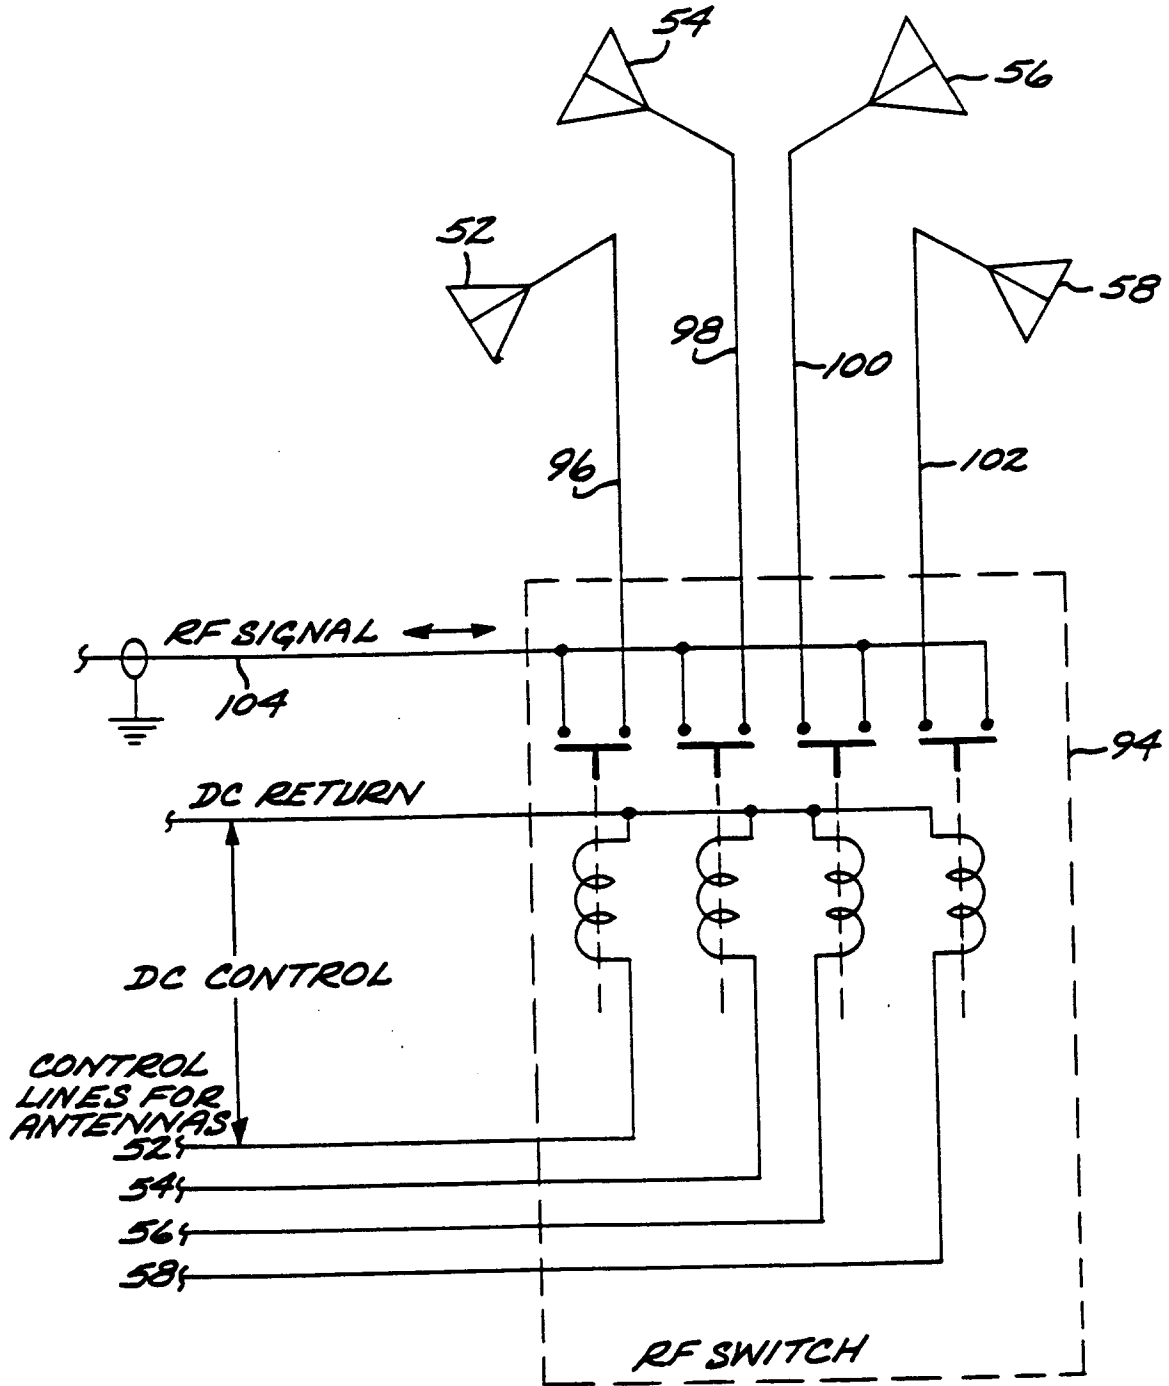 54
56
52
58
98
100
96
102
RF SIGNAL
104
94
DC RETURN
DC CONTROL
CONTROL
LINES FOR
ANTENNAS
52
54
56
58
RF SWITCH